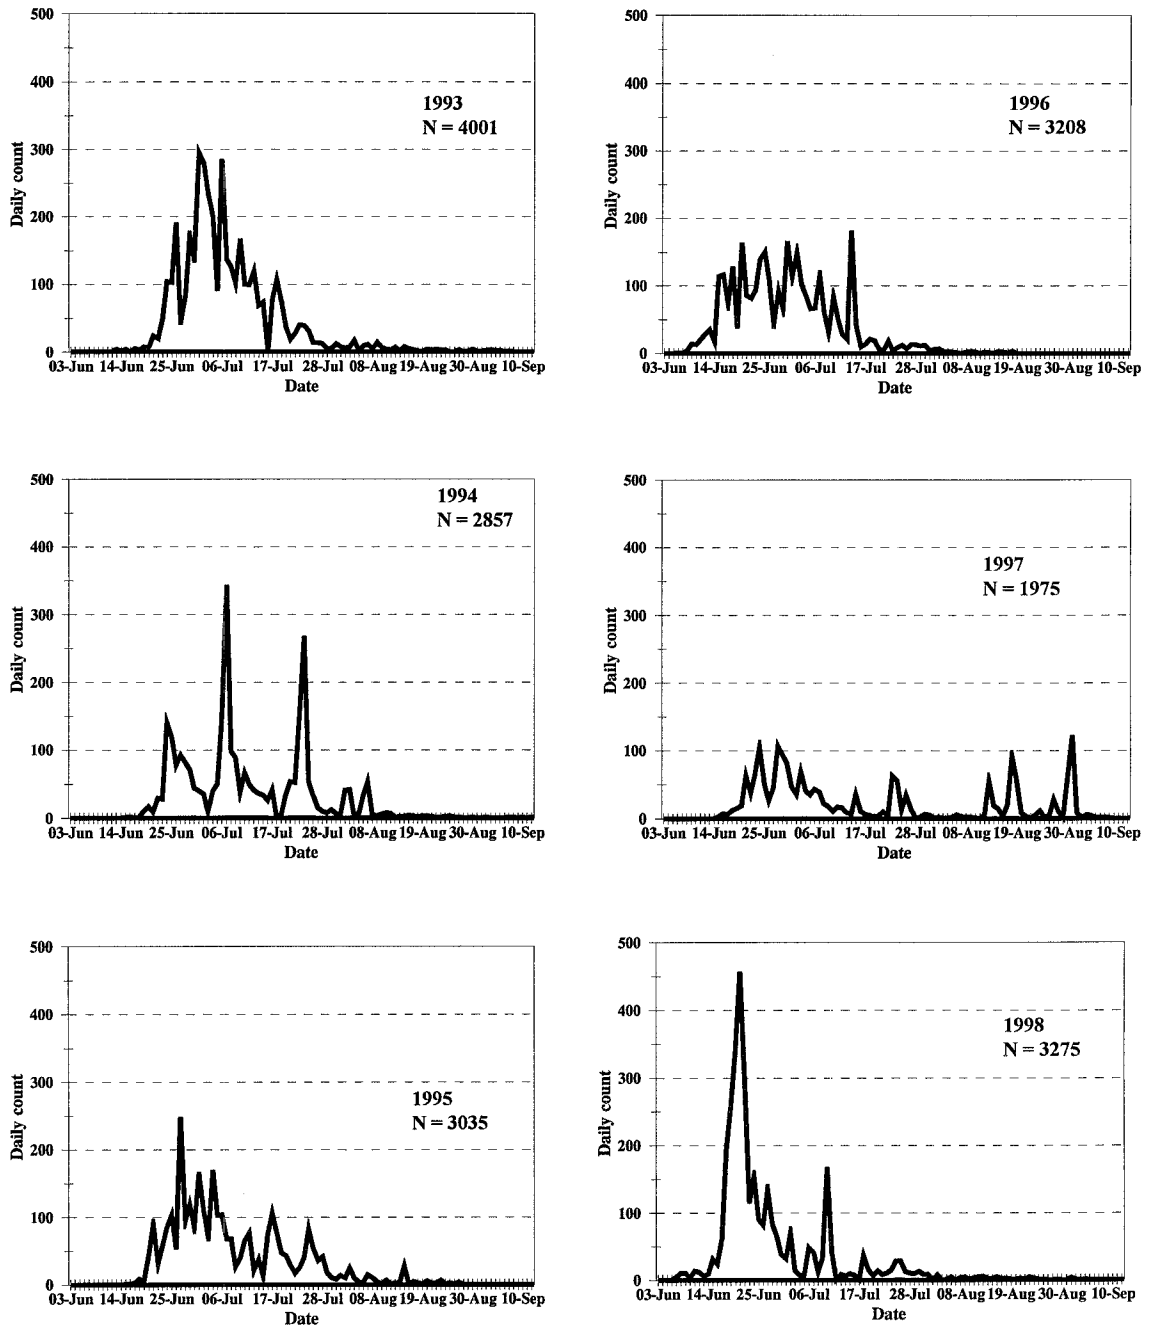 500
400
300
200
100
0
Daily count
1993
N = 4001
03-Jun 14-Jun 25-Jun 06-Jul 17-Jul 28-Jul 08-Aug 19-Aug 30-Aug 10-Sep
Date
500
400
300
200
100
0
Daily count
1996
N = 3208
03-Jun 14-Jun 25-Jun 06-Jul 17-Jul 28-Jul 08-Aug 19-Aug 30-Aug 10-Sep
Date
500
400
300
200
100
0
Daily count
1994
N = 2857
03-Jun 14-Jun 25-Jun 06-Jul 17-Jul 28-Jul 08-Aug 19-Aug 30-Aug 10-Sep
Date
500
400
300
200
100
0
Daily count
1997
N = 1975
03-Jun 14-Jun 25-Jun 06-Jul 17-Jul 28-Jul 08-Aug 19-Aug 30-Aug 10-Sep
Date
500
400
300
200
100
0
Daily count
1995
N = 3035
03-Jun 14-Jun 25-Jun 06-Jul 17-Jul 28-Jul 08-Aug 19-Aug 30-Aug 10-Sep
Date
500
400
300
200
100
0
Daily count
1998
N = 3275
03-Jun 14-Jun 25-Jun 06-Jul 17-Jul 28-Jul 08-Aug 19-Aug 30-Aug 10-Sep
Date